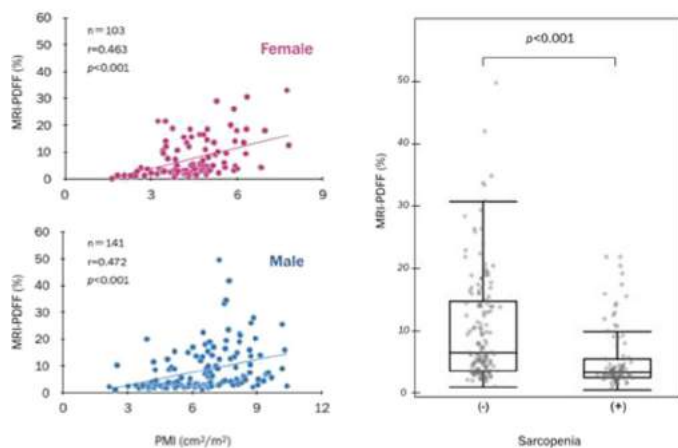 60
50
40
30
20
10
0
MRI-PDFF (%)
n=103
r=0.463
p<0.001
Female
0 3 6 9
60
50
40
30
20
10
0
MRI-PDFF (%)
n=141
r=0.472
p<0.001
Male
0 3 6 9 12
PMI (cm²/m²)
p<0.001
50
40
30
20
10
0
MRI-PDFF (%)
(-) (+)
Sarcopenia